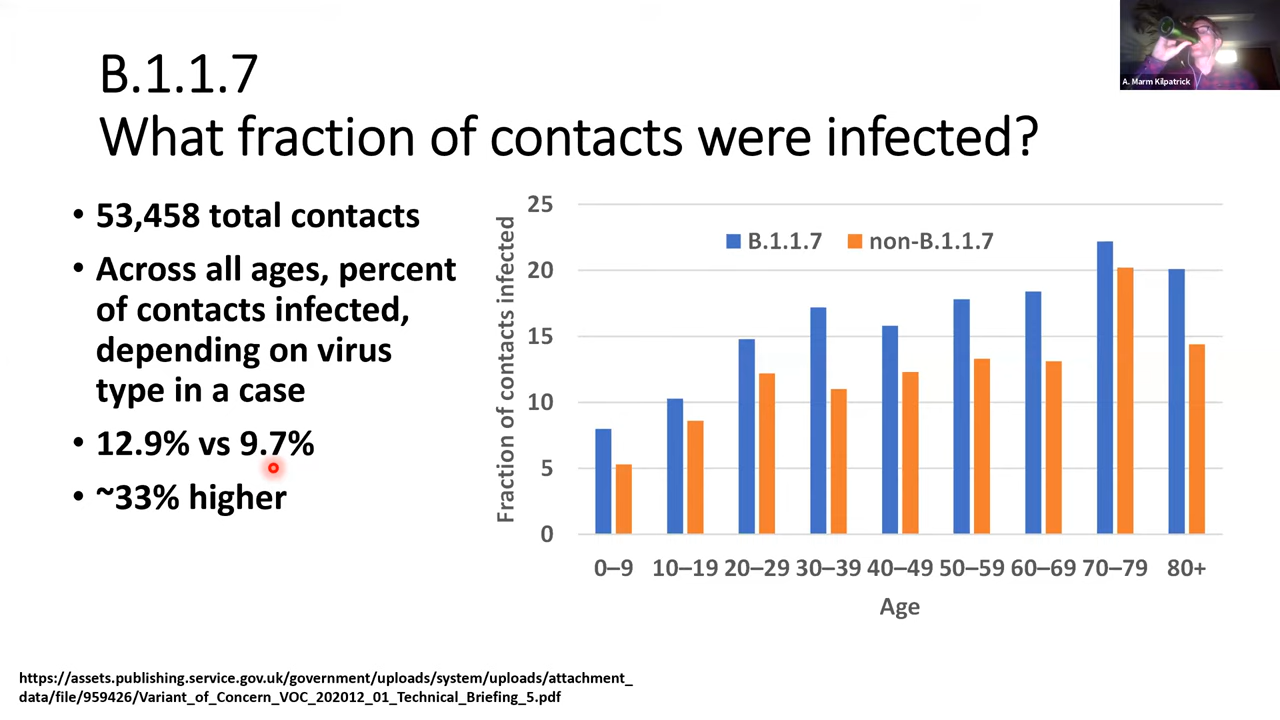 B.1.1.7
What fraction of contacts were infected?
A. Marm Kilpatrick
• 53,458 total contacts
• Across all ages, percent
of contacts infected,
depending on virus
type in a case
• 12.9% vs 9.7%
• ~33% higher
Fraction of contacts infected
25
20
15
10
5
0
B.1.1.7 non-B.1.1.7
0–9 10–19 20–29 30–39 40–49 50–59 60–69 70–79 80+
Age
https://assets.publishing.service.gov.uk/government/uploads/system/uploads/attachment_
data/file/959426/Variant_of_Concern_VOC_202012_01_Technical_Briefing_5.pdf